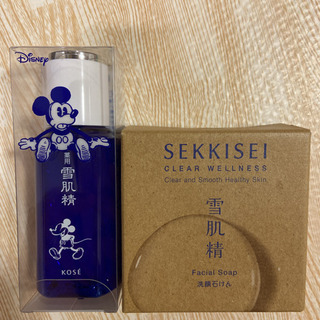 Disney
薬用
雪肌精
KOSÉ
SEKKISEI
CLEAR WELLNESS
Clear and Smooth Healthy Skin
雪肌精
Facial Soap
洗顔石けん